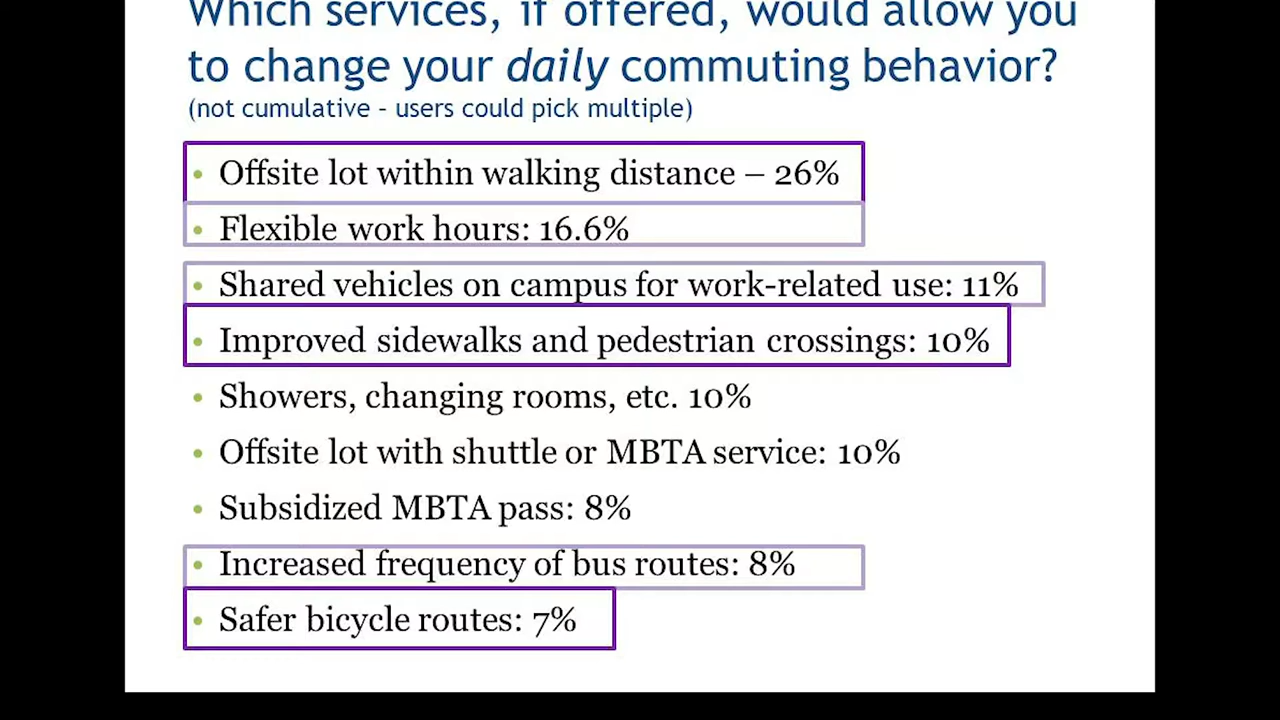 Which services, if offered, would allow you
to change your daily commuting behavior?
(not cumulative – users could pick multiple)
• Offsite lot within walking distance – 26%
• Flexible work hours: 16.6%
• Shared vehicles on campus for work-related use: 11%
• Improved sidewalks and pedestrian crossings: 10%
• Showers, changing rooms, etc. 10%
• Offsite lot with shuttle or MBTA service: 10%
• Subsidized MBTA pass: 8%
• Increased frequency of bus routes: 8%
• Safer bicycle routes: 7%